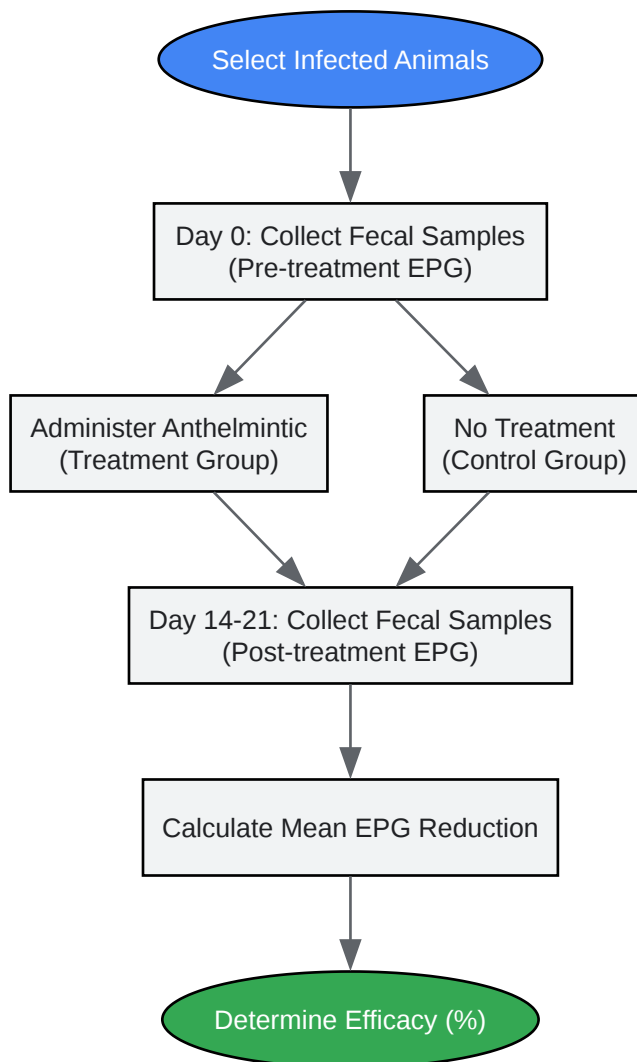 Select Infected Animals
Day 0: Collect Fecal Samples
(Pre-treatment EPG)
Administer Anthelmintic
(Treatment Group)
No Treatment
(Control Group)
Day 14-21: Collect Fecal Samples
(Post-treatment EPG)
Calculate Mean EPG Reduction
Determine Efficacy (%)